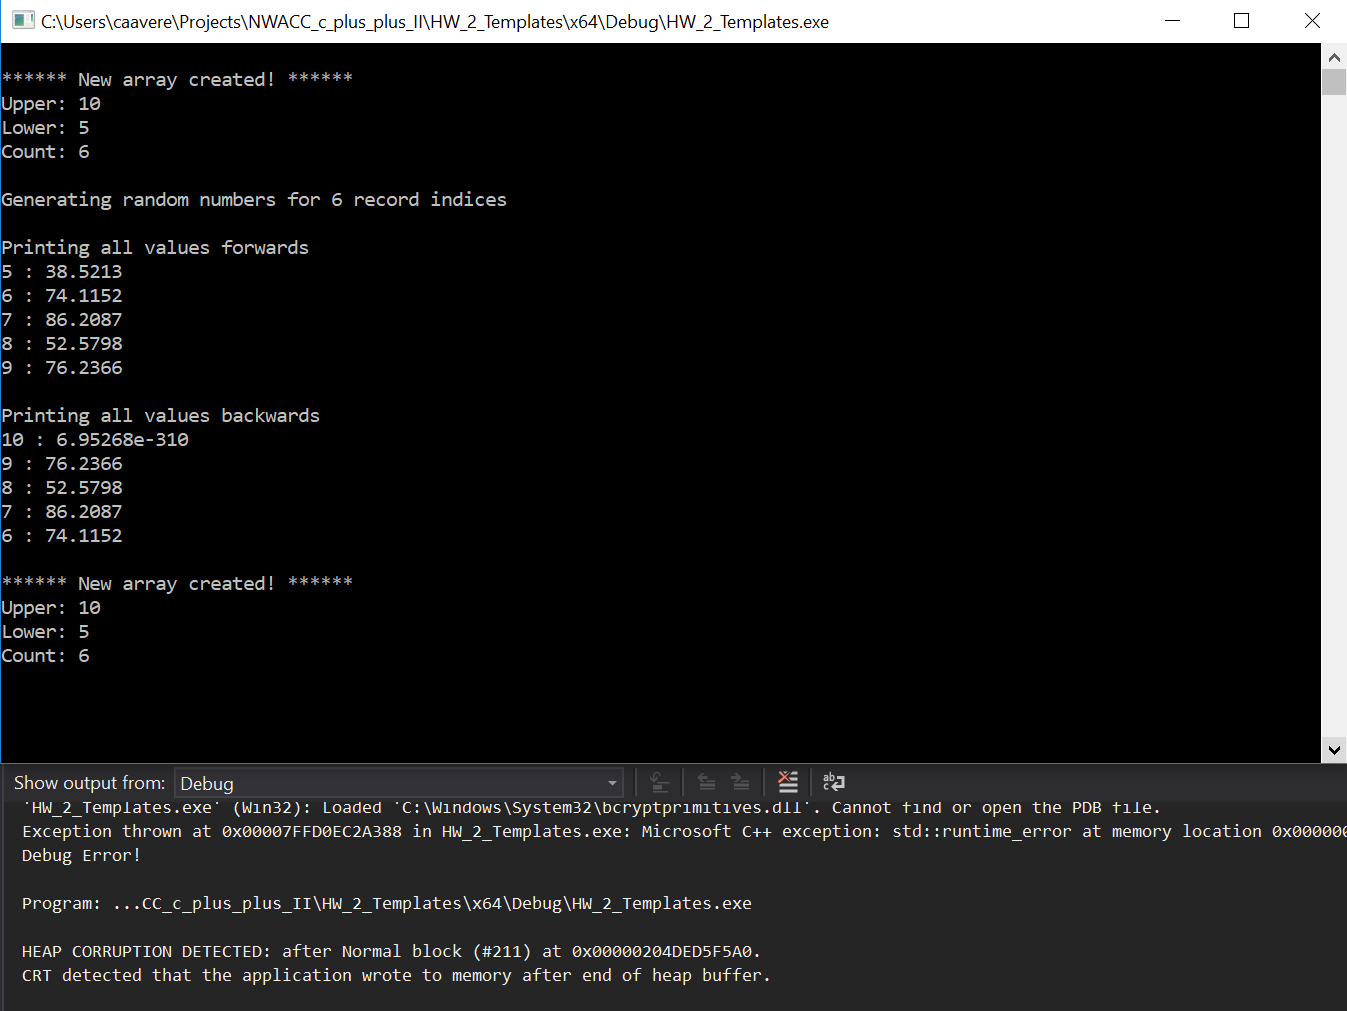 C:\Users\caavere\Projects\NWACC_c_plus_plus_II\HW_2_Templates\x64\Debug\HW_2_Templates.exe
****** New array created! ******
Upper: 10
Lower: 5
Count: 6
Generating random numbers for 6 record indices
Printing all values forwards
5 : 38.5213
6 : 74.1152
7 : 86.2087
8 : 52.5798
9 : 76.2366
Printing all values backwards
10 : 6.95268e-310
9 : 76.2366
8 : 52.5798
7 : 86.2087
6 : 74.1152
****** New array created! ******
Upper: 10
Lower: 5
Count: 6
Show output from: Debug
'HW_2_Templates.exe' (Win32): Loaded 'C:\Windows\System32\bcryptprimitives.dll'. Cannot find or open the PDB file.
Exception thrown at 0x00007FFD0EC2A388 in HW_2_Templates.exe: Microsoft C++ exception: std::runtime_error at memory location 0x000000
Debug Error!
Program: ...CC_c_plus_plus_II\HW_2_Templates\x64\Debug\HW_2_Templates.exe
HEAP CORRUPTION DETECTED: after Normal block (#211) at 0x00000204DED5F5A0.
CRT detected that the application wrote to memory after end of heap buffer.